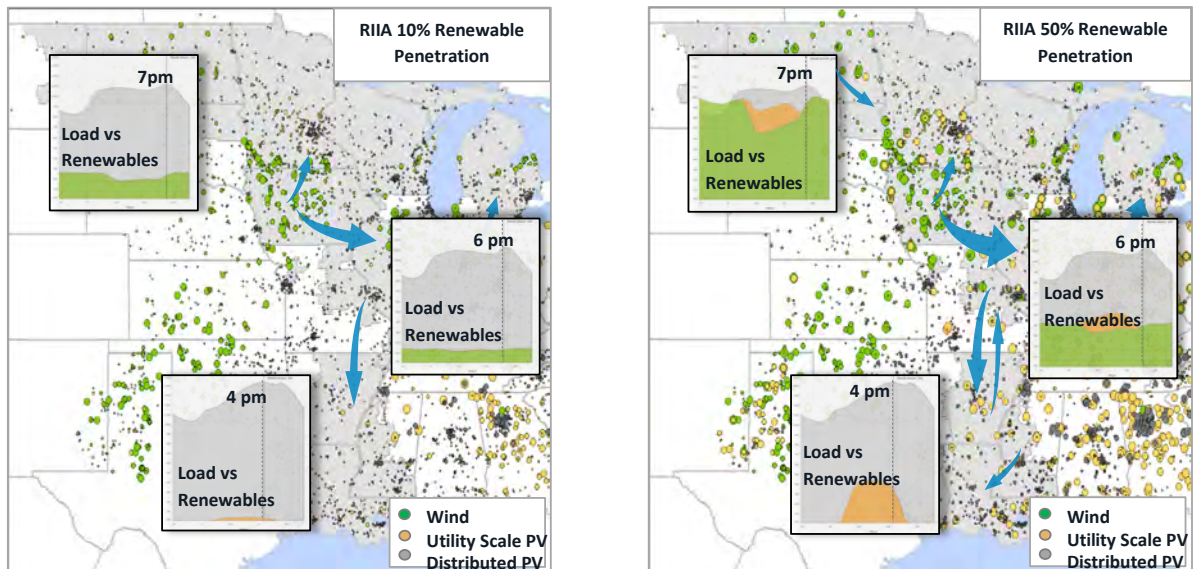 RIIA 10% Renewable
Penetration
7pm
Load vs
Renewables
6 pm
Load vs
Renewables
4 pm
Load vs
Renewables
Wind
Utility Scale PV
Distributed PV
RIIA 50% Renewable
Penetration
7pm
Load vs
Renewables
6 pm
Load vs
Renewables
4 pm
Load vs
Renewables
Wind
Utility Scale PV
Distributed PV